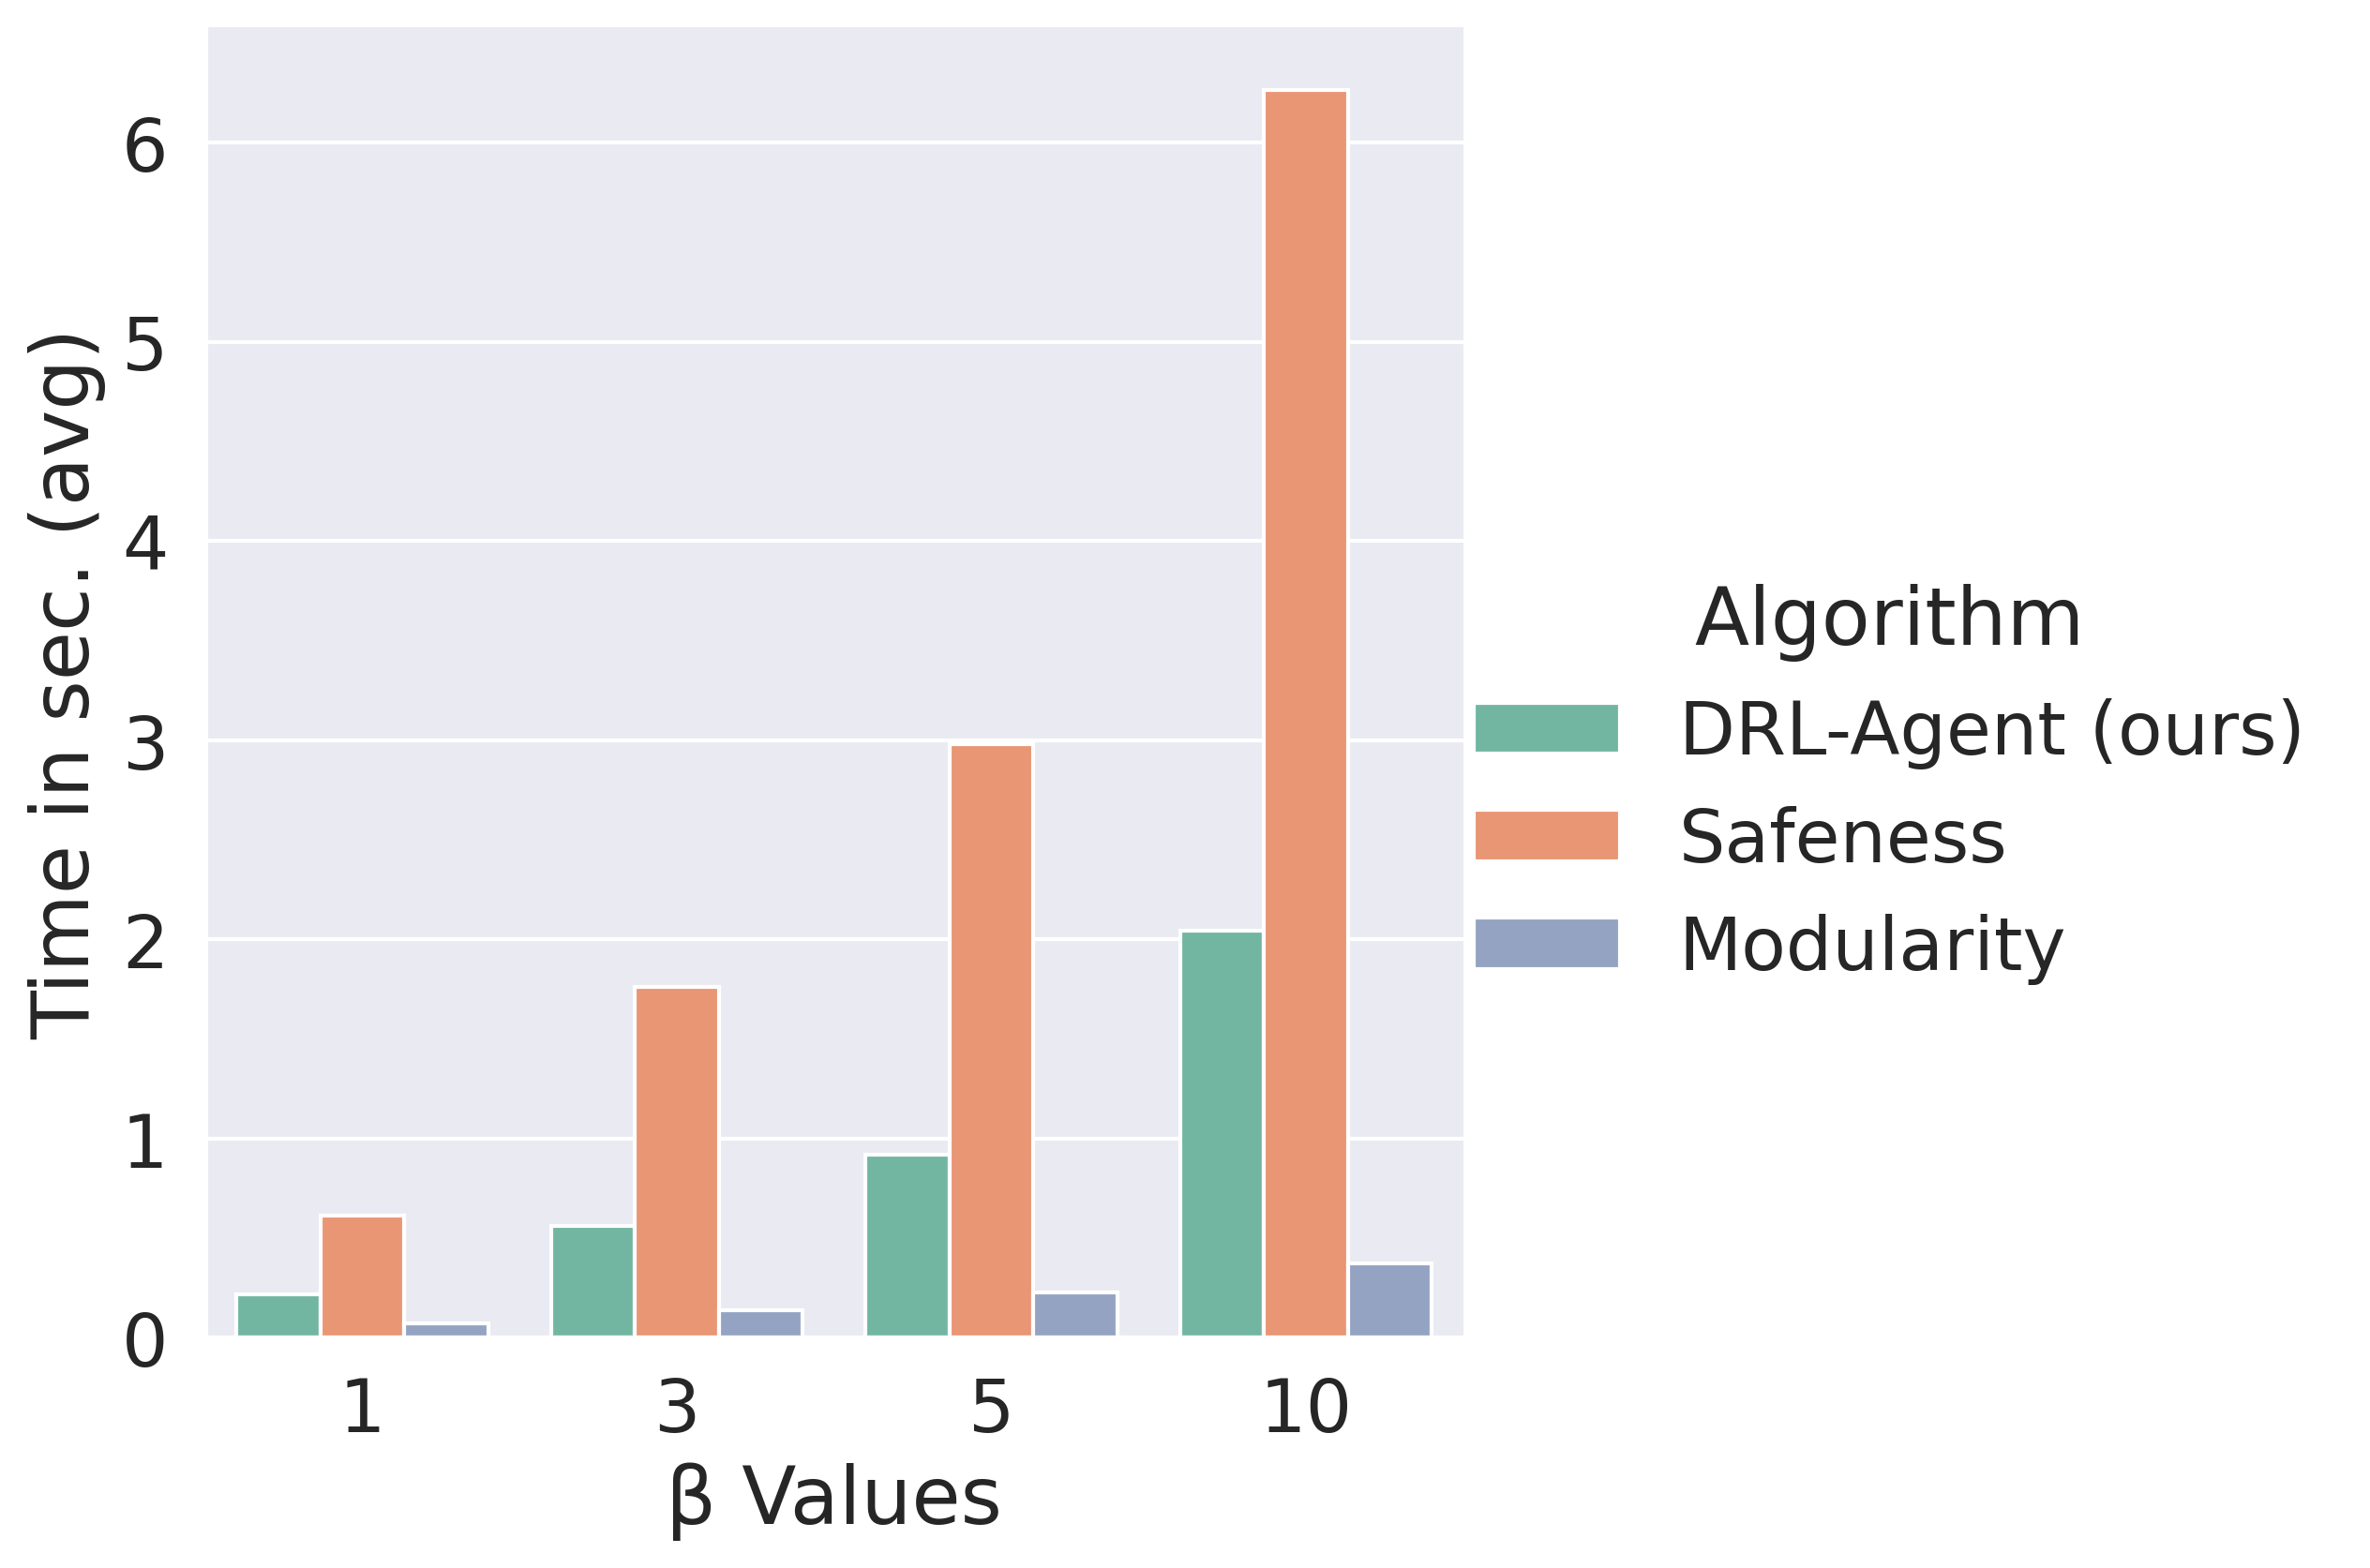 Time in sec. (avg)
6
5
4
3
2
1
0
1 3 5 10
β Values
Algorithm
DRL-Agent (ours)
Safeness
Modularity